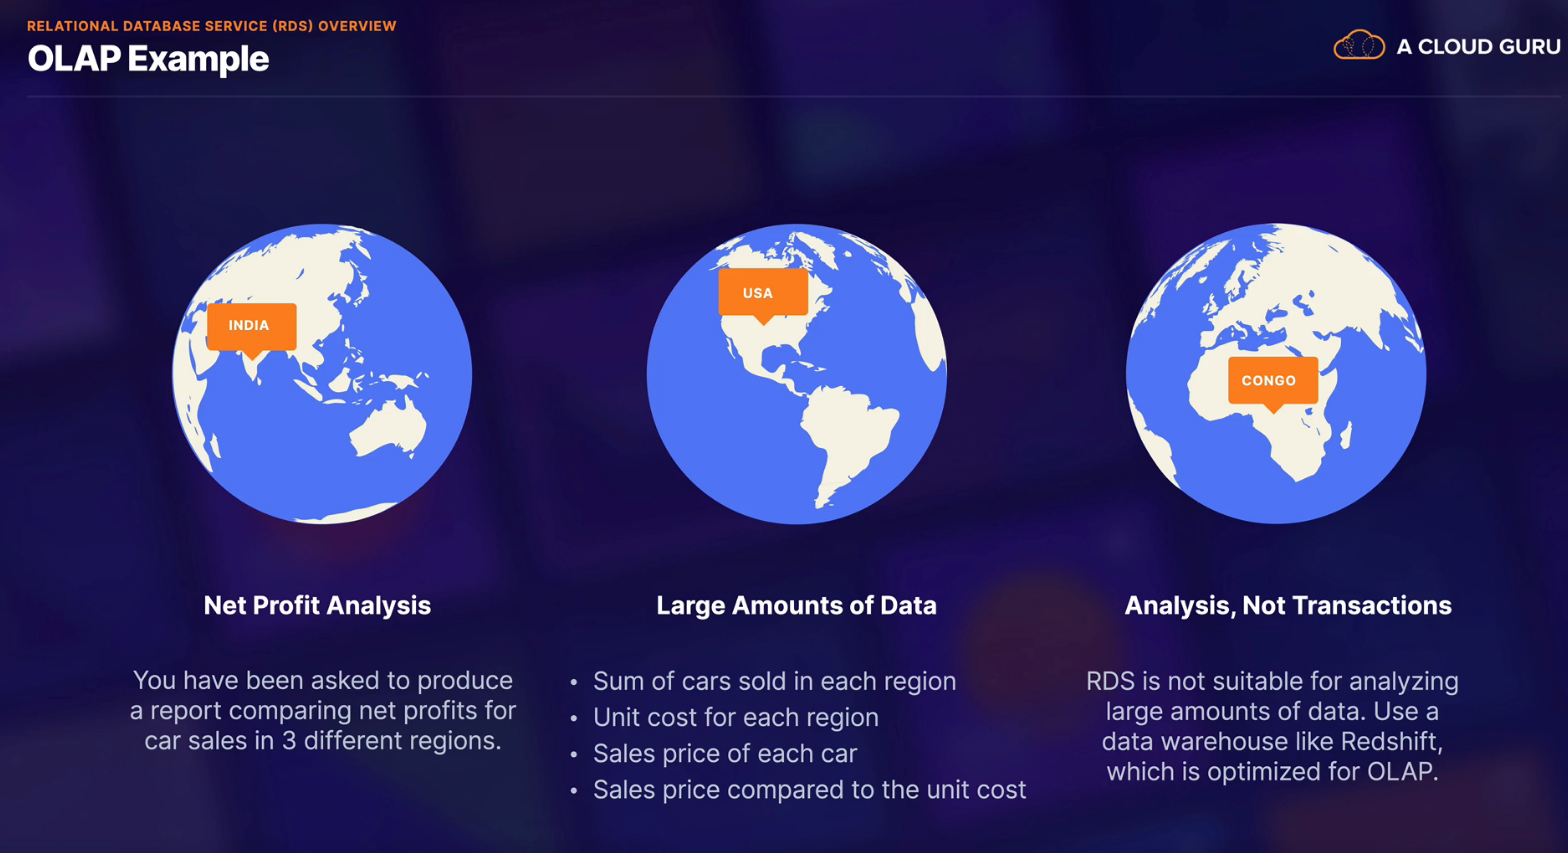 RELATIONAL DATABASE SERVICE (RDS) OVERVIEW
OLAP Example
A CLOUD GURU
INDIA
USA
CONGO
Net Profit Analysis
You have been asked to produce
a report comparing net profits for
car sales in 3 different regions.
Large Amounts of Data
• Sum of cars sold in each region
• Unit cost for each region
• Sales price of each car
• Sales price compared to the unit cost
Analysis, Not Transactions
RDS is not suitable for analyzing
large amounts of data. Use a
data warehouse like Redshift,
which is optimized for OLAP.